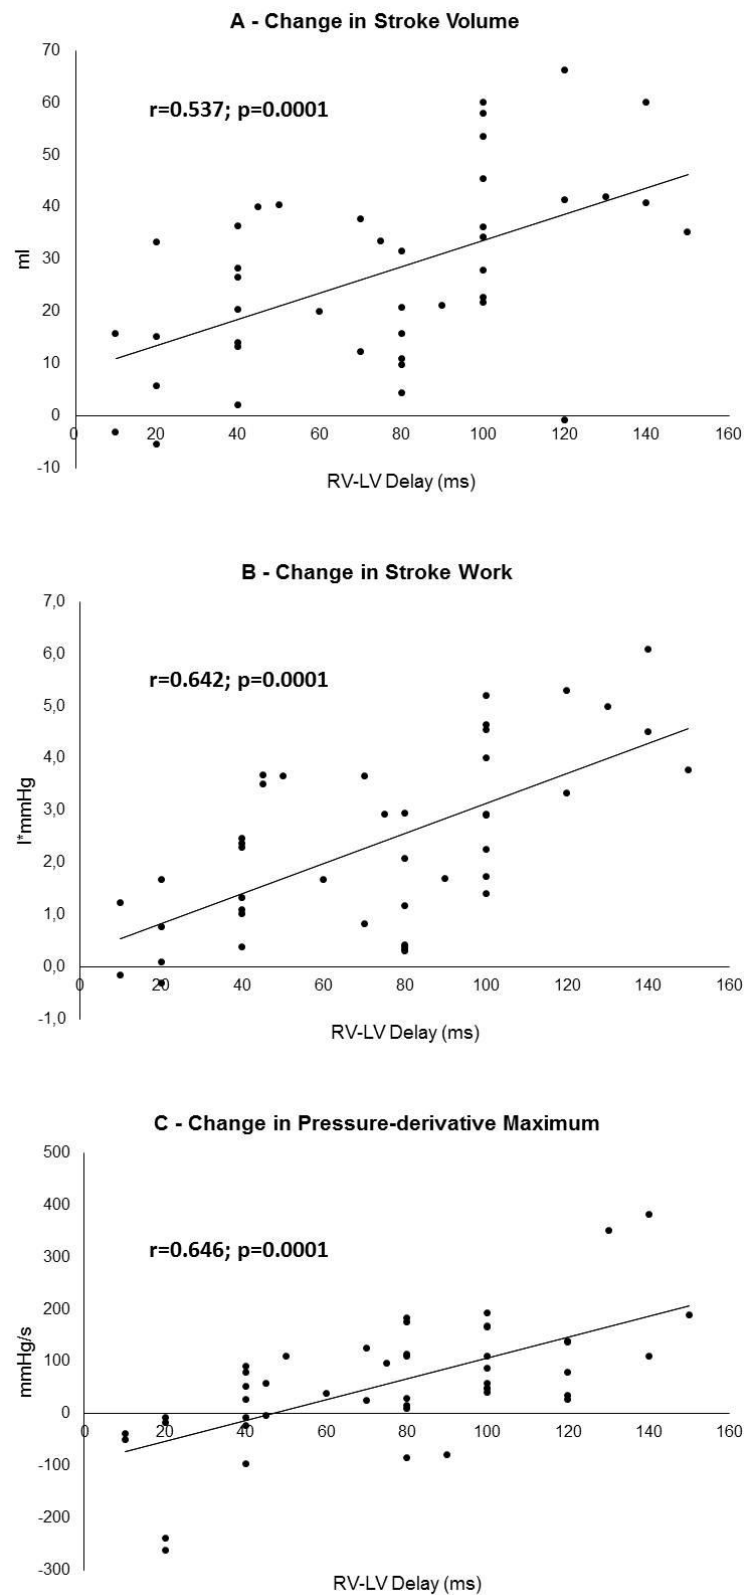 A - Change in Stroke Volume
70
60
r=0.537; p=0.0001
50
40
ml
30
20
10
0
0 20 40 60 80 100 120 140 160
-10
RV-LV Delay (ms)
B - Change in Stroke Work
7,0
6,0
r=0.642; p=0.0001
5,0
4,0
l*mmHg
3,0
2,0
1,0
0,0
0 20 40 60 80 100 120 140 160
-1,0
RV-LV Delay (ms)
C - Change in Pressure-derivative Maximum
500
400
r=0.646; p=0.0001
300
200
mmHg/s
100
0
0 20 40 60 80 100 120 140 160
-100
-200
-300
RV-LV Delay (ms)